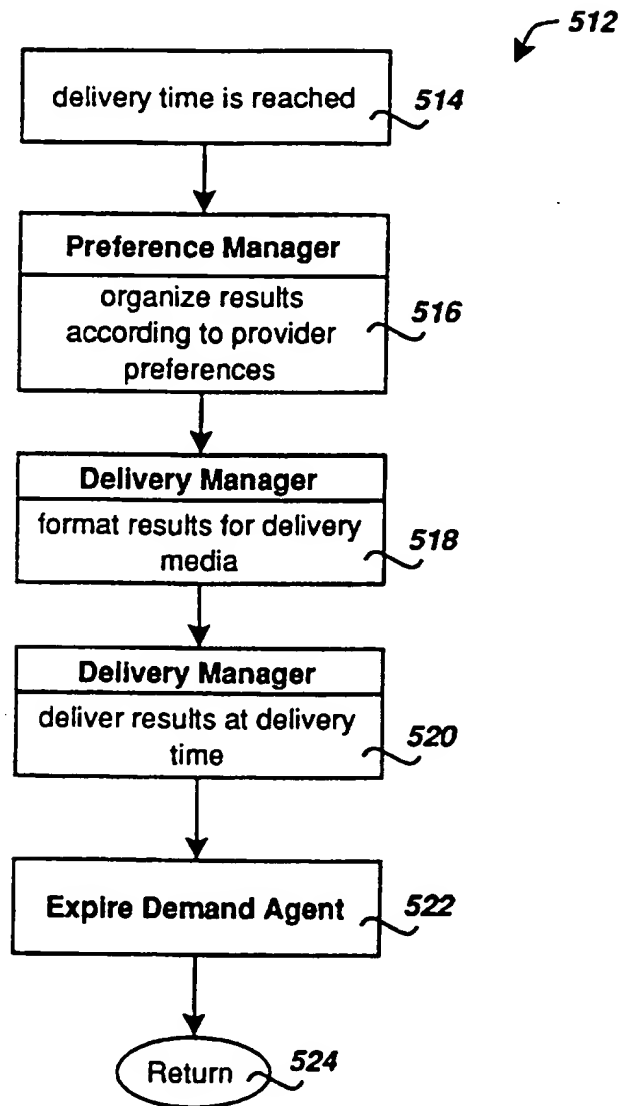 512
delivery time is reached
514
Preference Manager
organize results
according to provider
preferences
516
Delivery Manager
format results for delivery
media
518
Delivery Manager
deliver results at delivery
time
520
Expire Demand Agent
522
Return
524